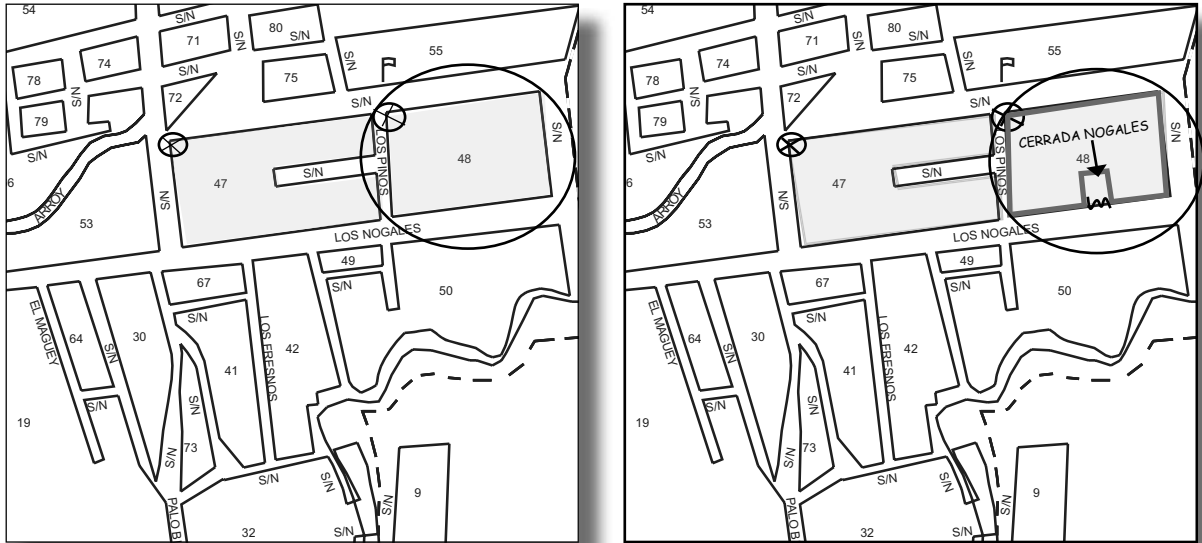 54
71
S/N
80
S/N
S/N
55
S/N
74
78
S/N
S/N
75
S/N
72
79
S/N
LOS PINOS
48
S/N
6
47
S/N
ARROY
53
S/N
LOS NOGALES
49
67
S/N
50
EL MAGUEY
64
S/N
30
S/N
LOS FRESNOS
42
41
S/N
S/N
19
73
S/N
S/N
S/N
S/N
9
PALO B
32
S/N
54
71
S/N
80
S/N
S/N
55
S/N
74
78
S/N
S/N
75
S/N
72
79
S/N
LOS PINOS
CERRADA NOGALES
48
S/N
6
47
S/N
ARROY
53
S/N
LOS NOGALES
49
67
S/N
50
EL MAGUEY
64
S/N
30
S/N
LOS FRESNOS
42
41
S/N
S/N
19
73
S/N
S/N
S/N
S/N
9
PALO B
32
S/N